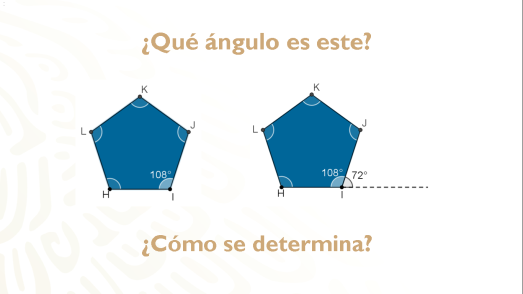 ¿Qué ángulo es este?
K
K
L
J
L
J
108°
108°
72°
H
I
H
I
¿Cómo se determina?